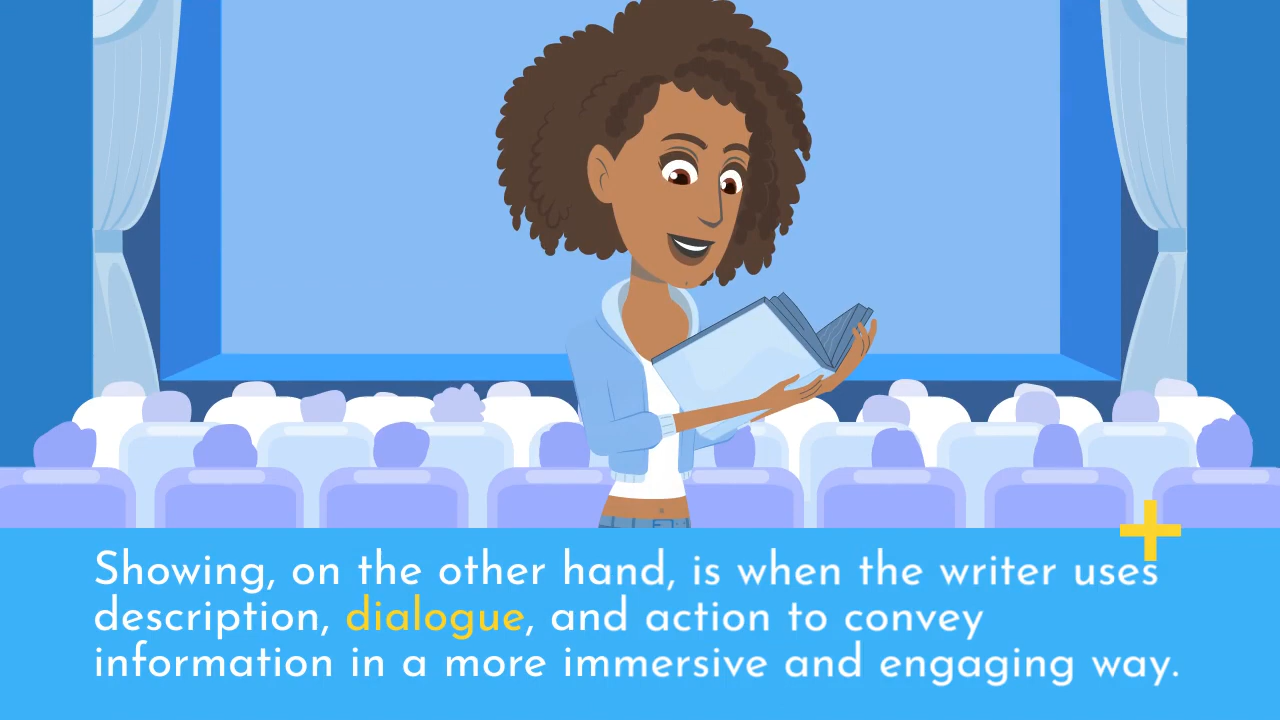 Showing, on the other hand, is when the writer uses
description, dialogue, and action to convey
information in a more immersive and engaging way.